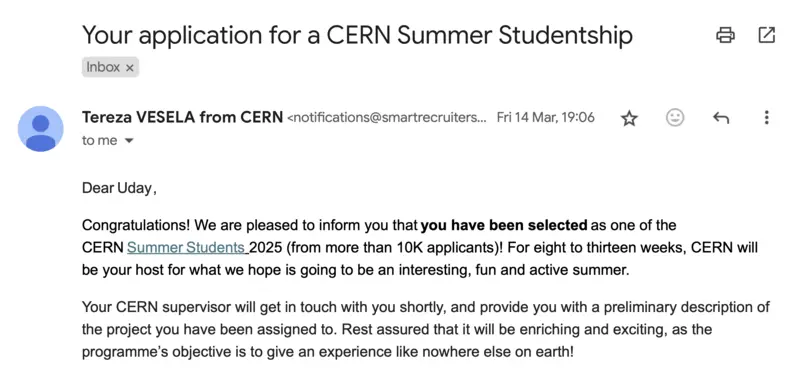 Your application for a CERN Summer Studentship
Inbox ×
Tereza VESELA from CERN <notifications@smartrecruiters... Fri 14 Mar, 19:06
to me
Dear Uday,
Congratulations! We are pleased to inform you that you have been selected as one of the
CERN Summer Students 2025 (from more than 10K applicants)! For eight to thirteen weeks, CERN will
be your host for what we hope is going to be an interesting, fun and active summer.
Your CERN supervisor will get in touch with you shortly, and provide you with a preliminary description of
the project you have been assigned to. Rest assured that it will be enriching and exciting, as the
programme's objective is to give an experience like nowhere else on earth!